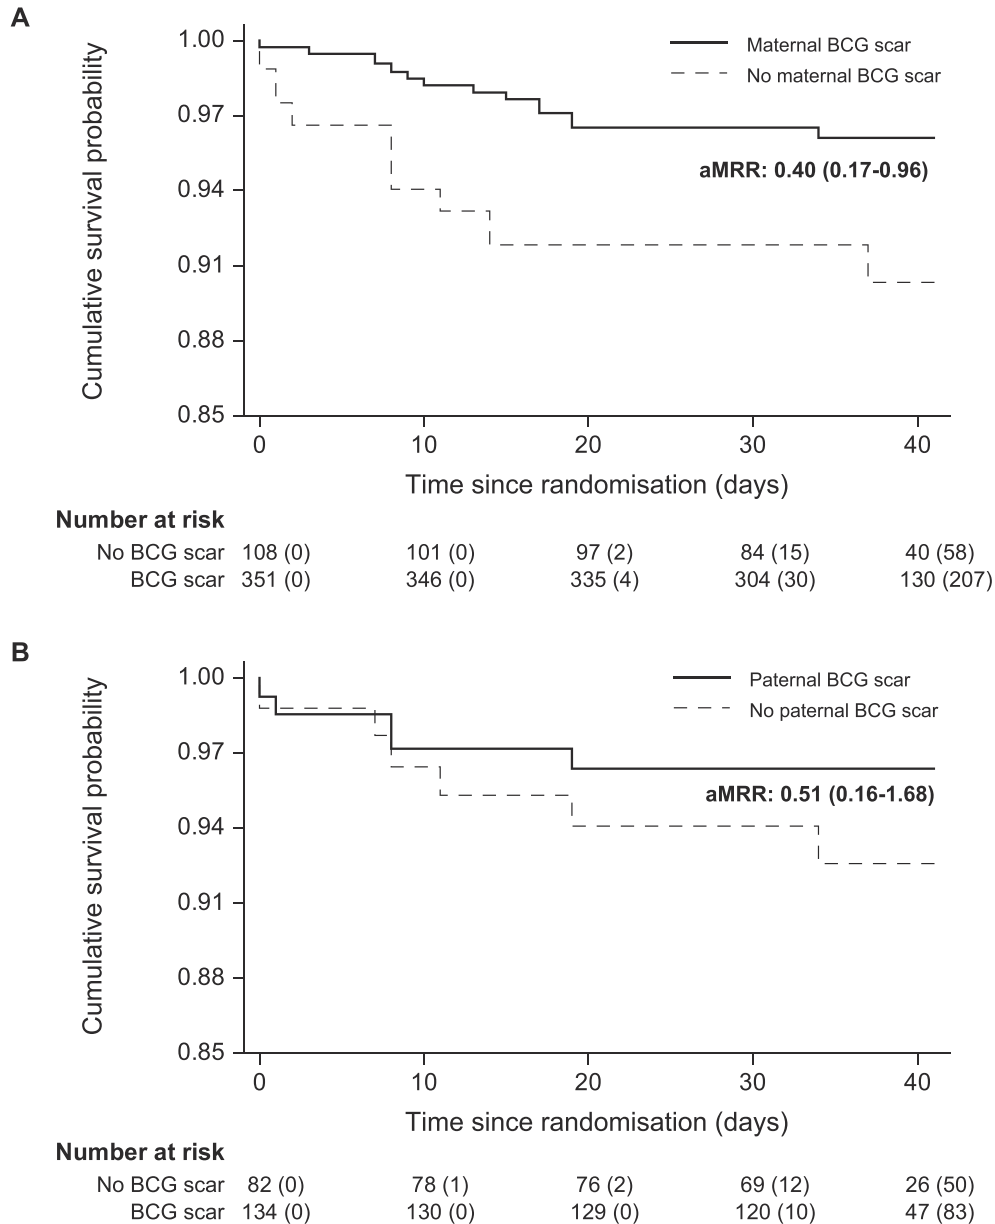 A
Cumulative survival probability
1.00
0.97
0.94
0.91
0.88
0.85
Maternal BCG scar
No maternal BCG scar
aMRR: 0.40 (0.17-0.96)
0 10 20 30 40
Time since randomisation (days)
Number at risk
No BCG scar 108 (0) 101 (0) 97 (2) 84 (15) 40 (58)
BCG scar 351 (0) 346 (0) 335 (4) 304 (30) 130 (207)
B
Cumulative survival probability
1.00
0.97
0.94
0.91
0.88
0.85
Paternal BCG scar
No paternal BCG scar
aMRR: 0.51 (0.16-1.68)
0 10 20 30 40
Time since randomisation (days)
Number at risk
No BCG scar 82 (0) 78 (1) 76 (2) 69 (12) 26 (50)
BCG scar 134 (0) 130 (0) 129 (0) 120 (10) 47 (83)